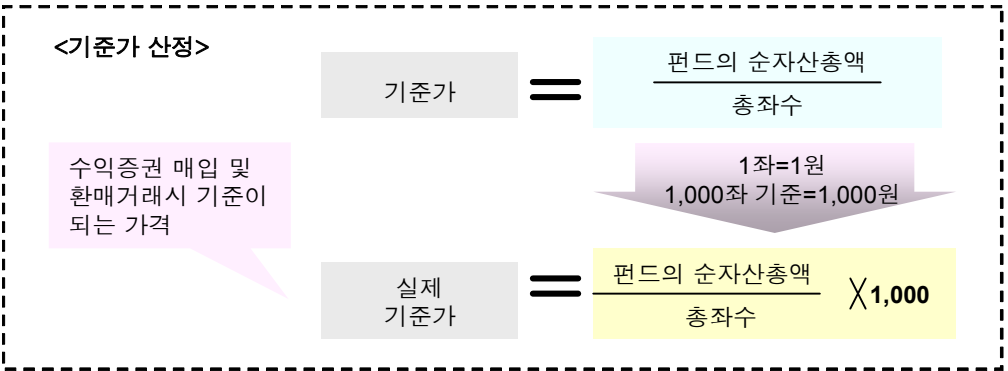 <기준가 산정>
기준가
=
펀드의 순자산총액
총좌수
1좌=1원
1,000좌 기준=1,000원
수익증권 매입 및
환매거래시 기준이
되는 가격
실제
기준가
=
펀드의 순자산총액
총좌수
╳1,000